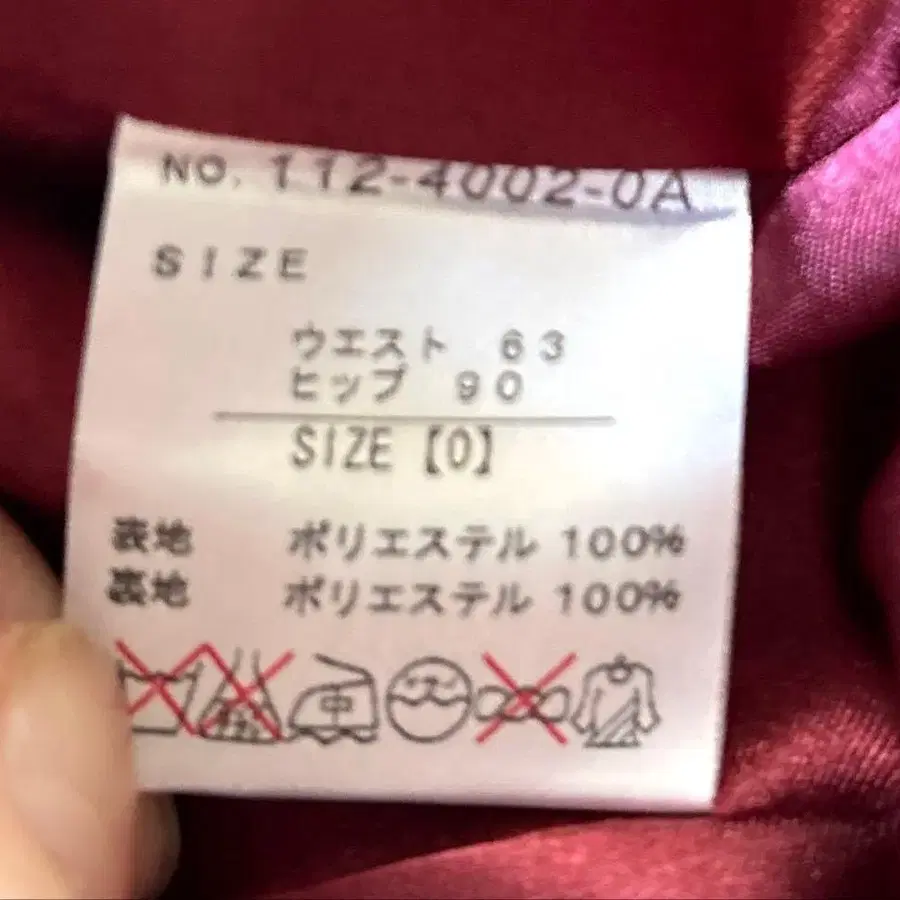 NO. 112-4002-0A
SIZE
ウエスト 63
ヒップ 90
SIZE【0】
表地 ポリエステル 100%
裏地 ポリエステル 100%
中